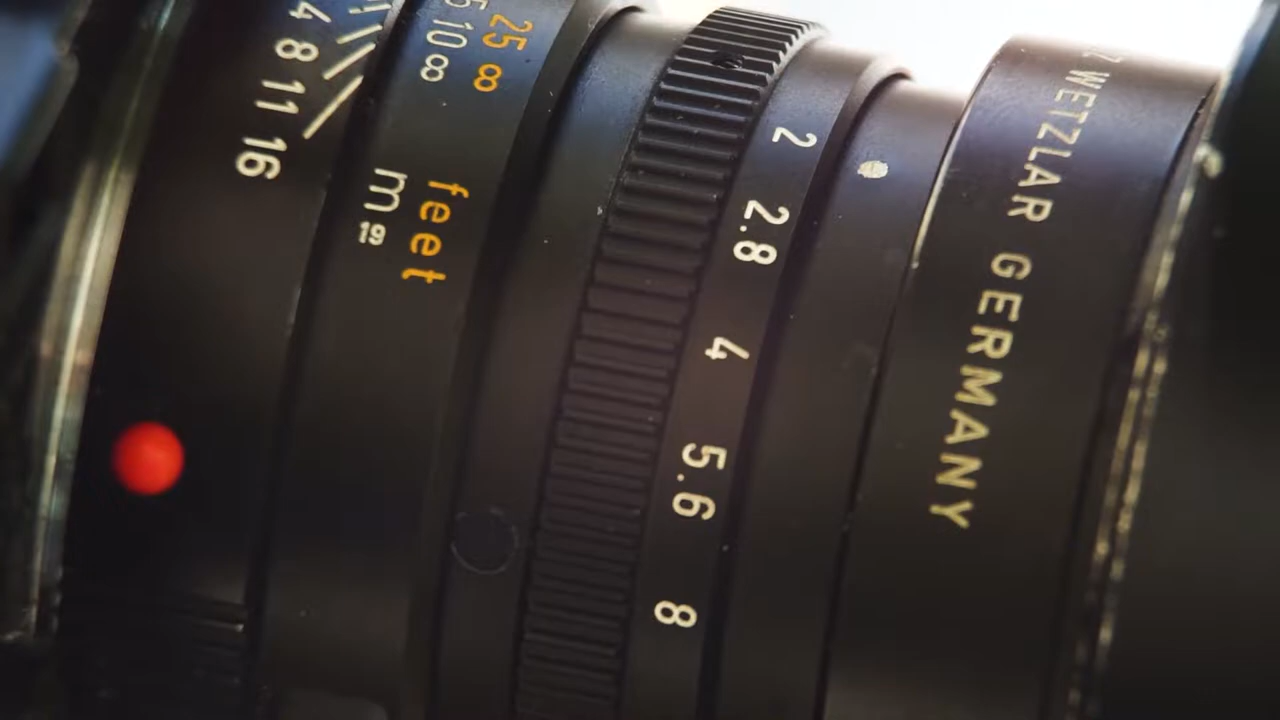 4 8 11 16
5 10 ∞
25 ∞
m
19
feet
2 2.8 4 5.6 8
WETZLAR GERMANY